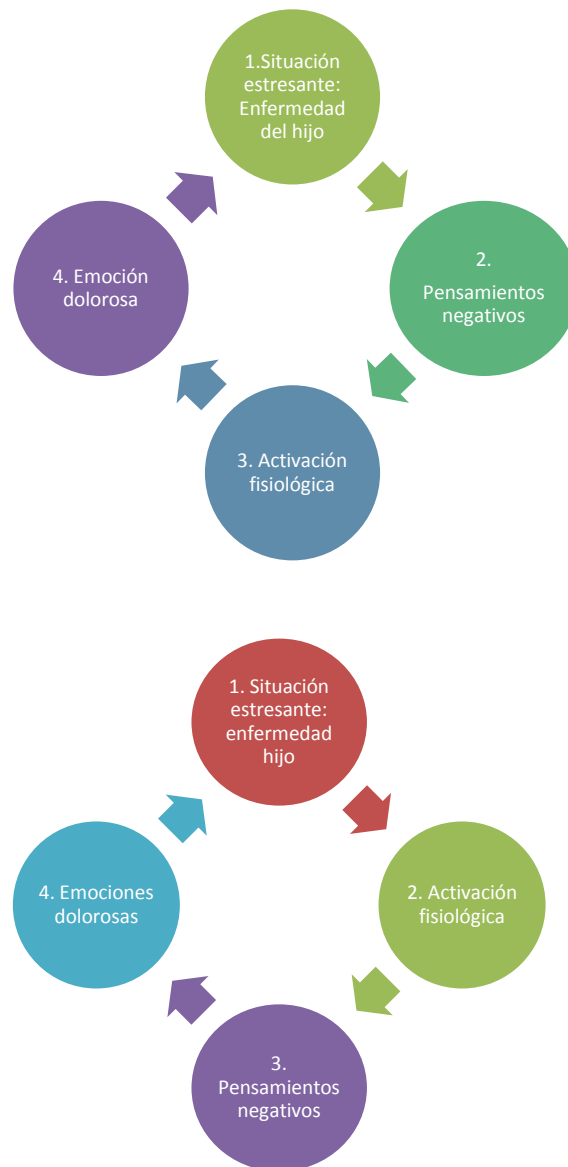 1.Situación
estresante:
Enfermedad
del hijo
2.
Pensamientos
negativos
3. Activación
fisiológica
4. Emoción
dolorosa
1. Situación
estresante:
enfermedad
hijo
2. Activación
fisiológica
3.
Pensamientos
negativos
4. Emociones
dolorosas